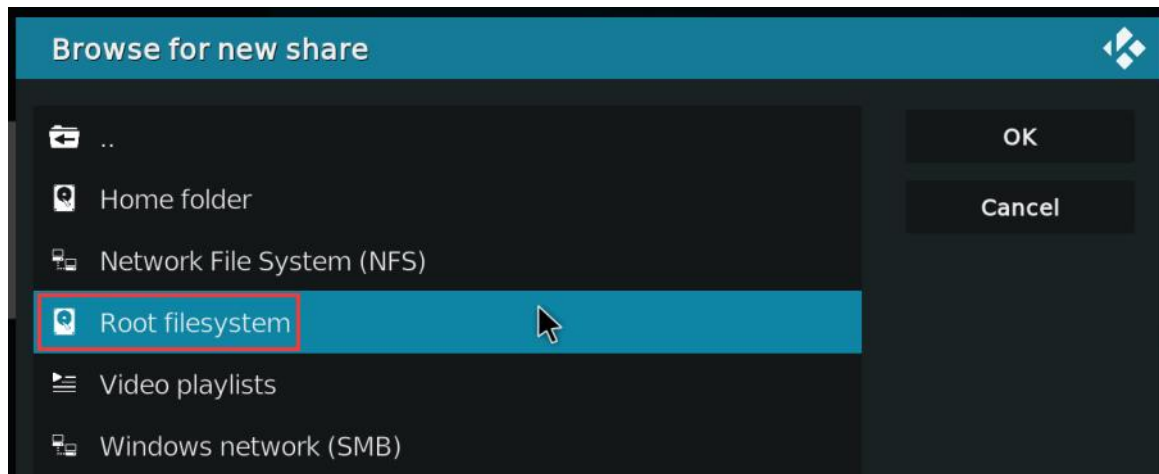 Browse for new share
..
OK
Home folder
Cancel
Network File System (NFS)
Root filesystem
Video playlists
Windows network (SMB)